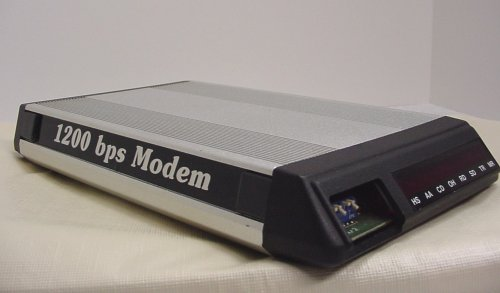 1200 bps Modem
HS AA CD OH RD SD TR MR